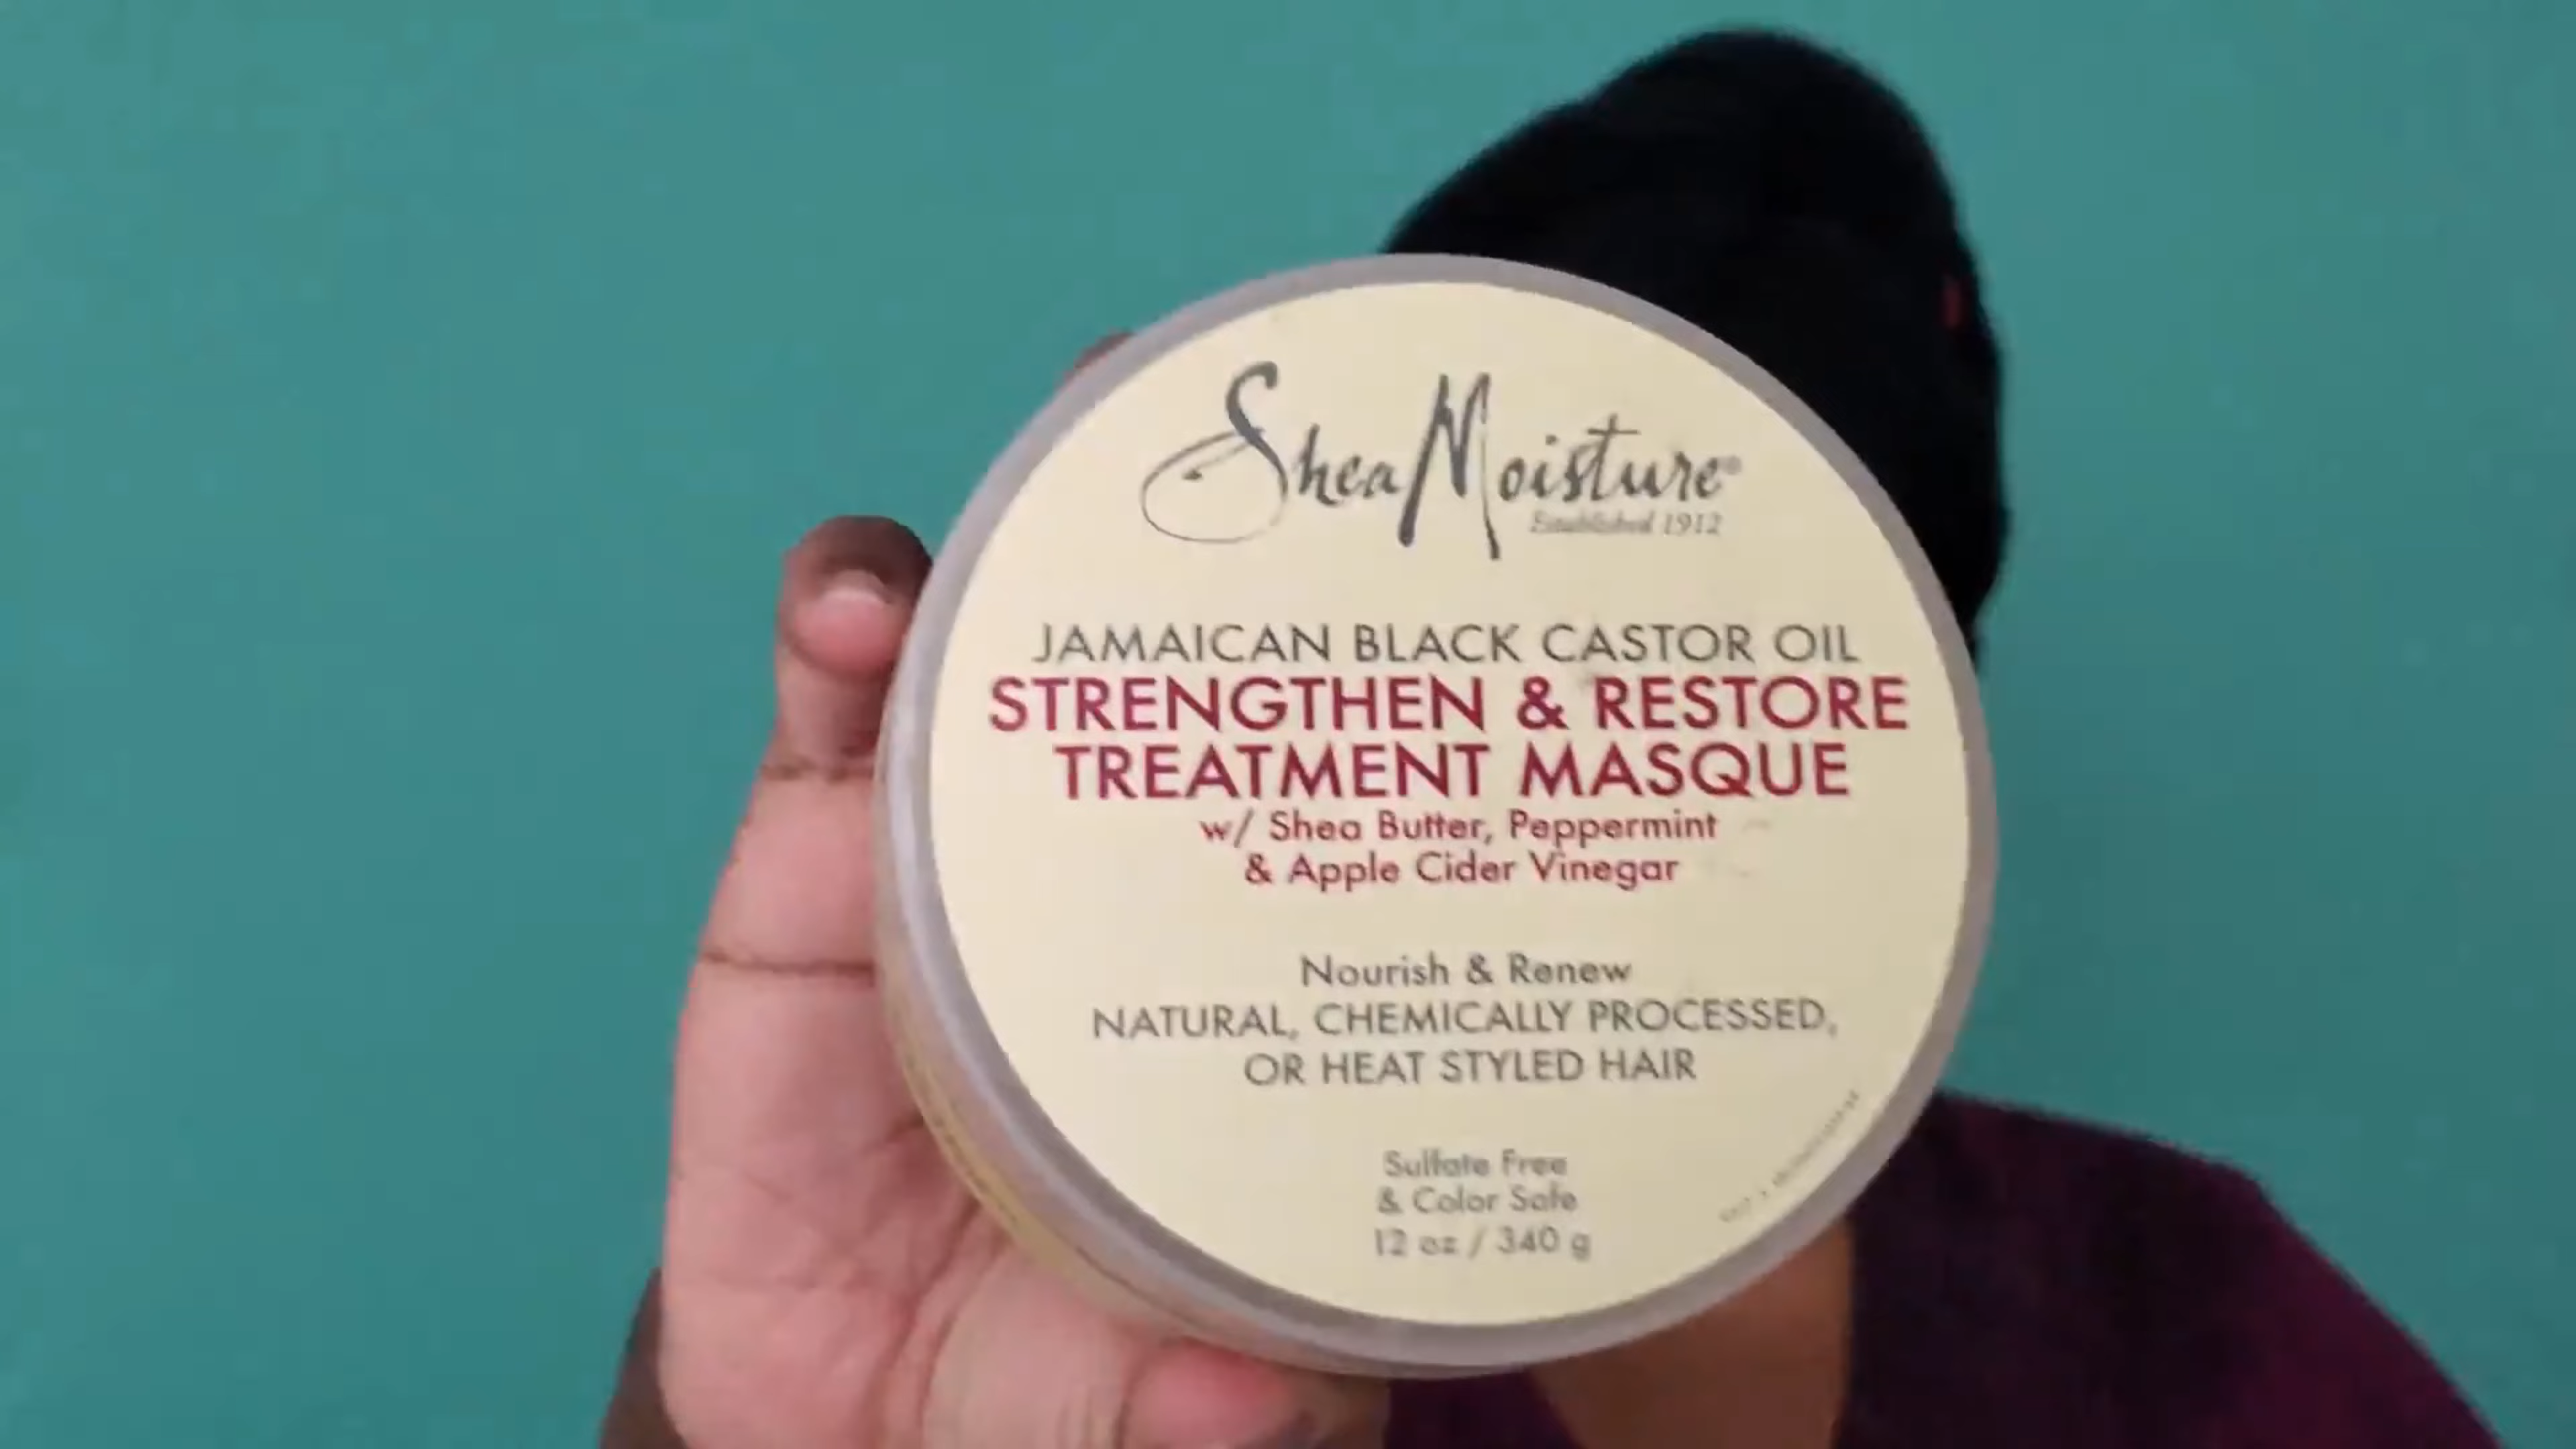 SheaMoisture®
Established 1912
JAMAICAN BLACK CASTOR OIL
STRENGTHEN & RESTORE
TREATMENT MASQUE
w/ Shea Butter, Peppermint
& Apple Cider Vinegar
Nourish & Renew
NATURAL, CHEMICALLY PROCESSED,
OR HEAT STYLED HAIR
Sulfate Free
& Color Safe
12 oz / 340 g